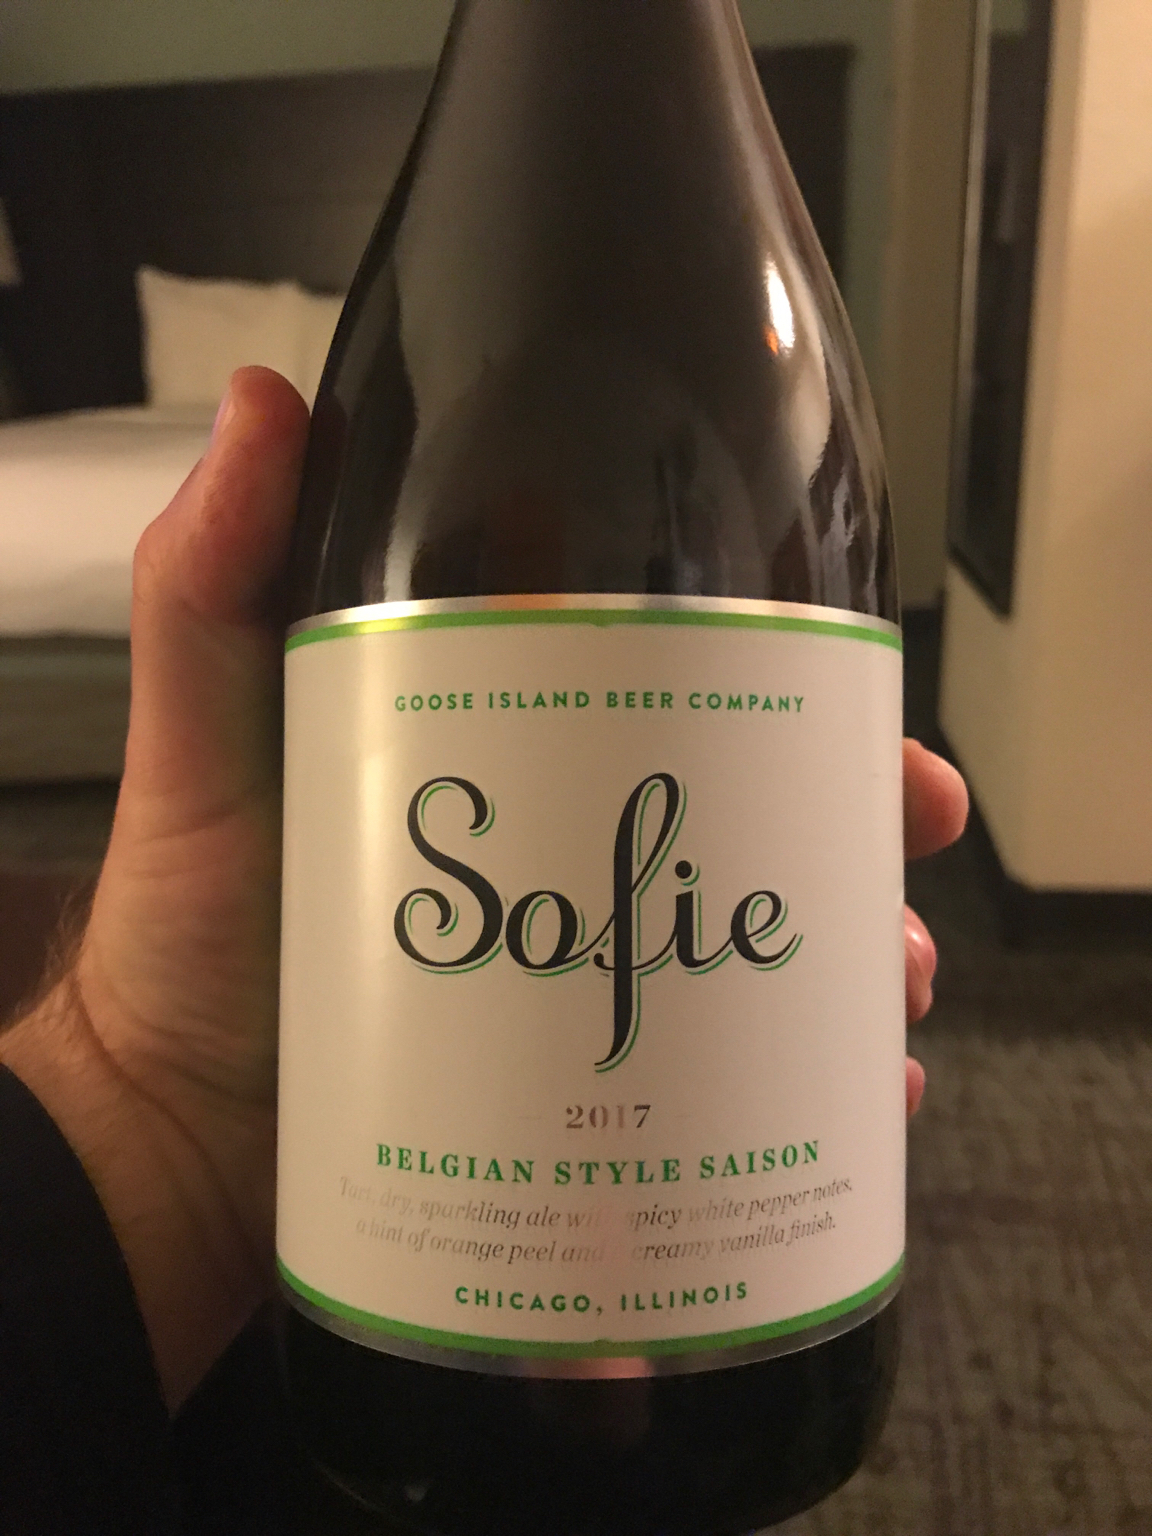 GOOSE ISLAND BEER COMPANY
Sofie
2017
BELGIAN STYLE SAISON
Tart, dry, sparkling ale with spicy white pepper notes,
a hint of orange peel and creamy vanilla finish.
CHICAGO, ILLINOIS